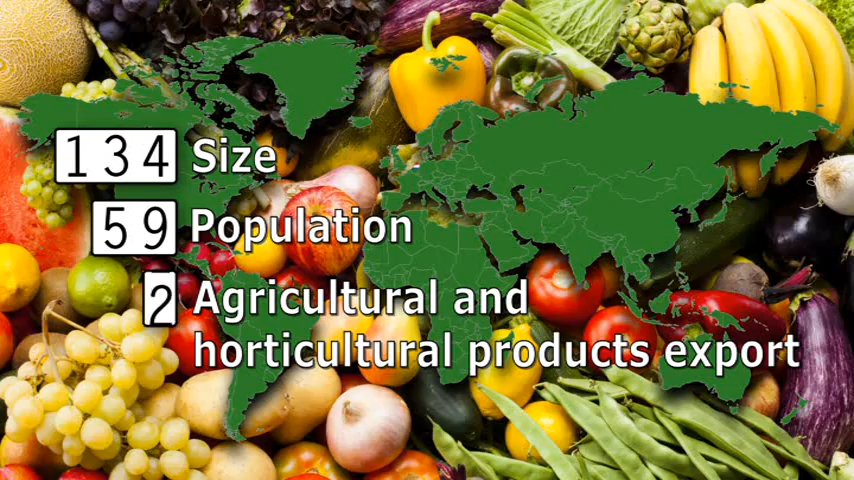 134 Size
59 Population
2 Agricultural and
horticultural products export